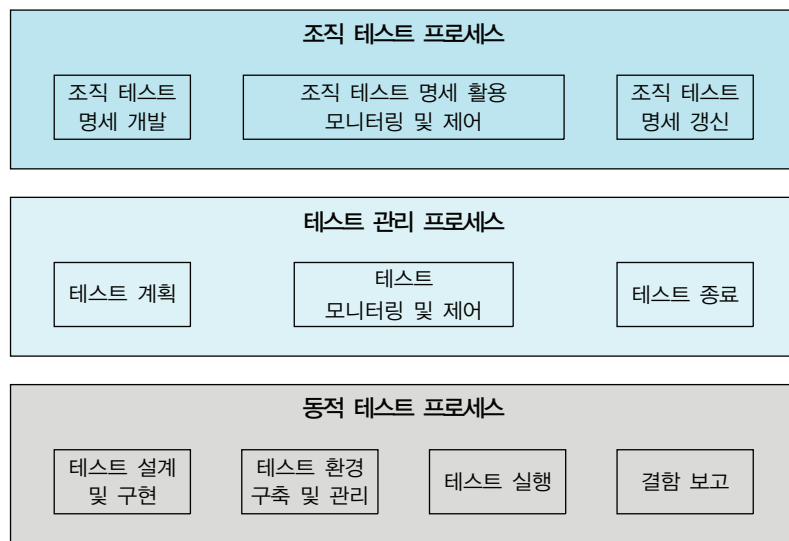 조직 테스트 프로세스
조직 테스트
명세 개발
조직 테스트 명세 활용
모니터링 및 제어
조직 테스트
명세 갱신
테스트 관리 프로세스
테스트 계획
테스트
모니터링 및 제어
테스트 종료
동적 테스트 프로세스
테스트 설계
및 구현
테스트 환경
구축 및 관리
테스트 실행
결함 보고